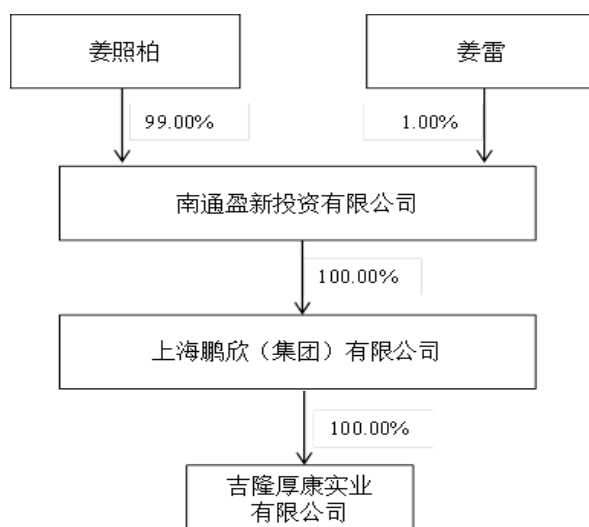 姜照柏
姜雷
99.00%
1.00%
南通盈新投资有限公司
100.00%
上海鹏欣（集团）有限公司
100.00%
吉隆厚康实业
有限公司